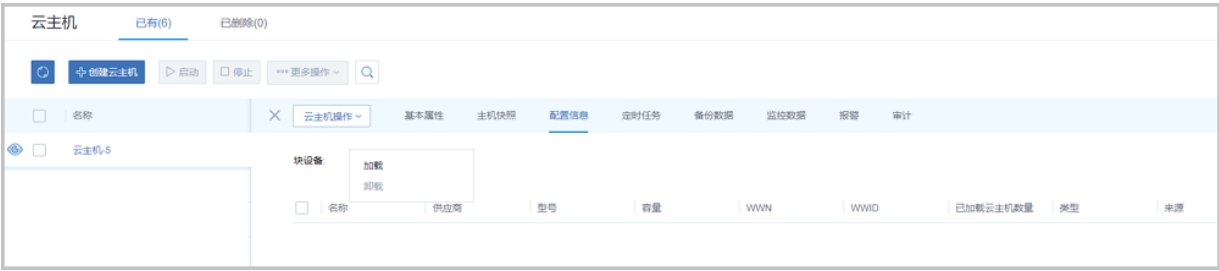 云主机 已有(6) 已删除(0)
创建云主机 启动 停止 更多操作
名称 云主机操作 基本属性 主机快照 配置信息 定时任务 备份数据 监控数据 报警 审计
云主机-5
块设备: 加载
卸载
名称 供应商 型号 容量 WWN WWID 已加载云主机数量 类型 来源